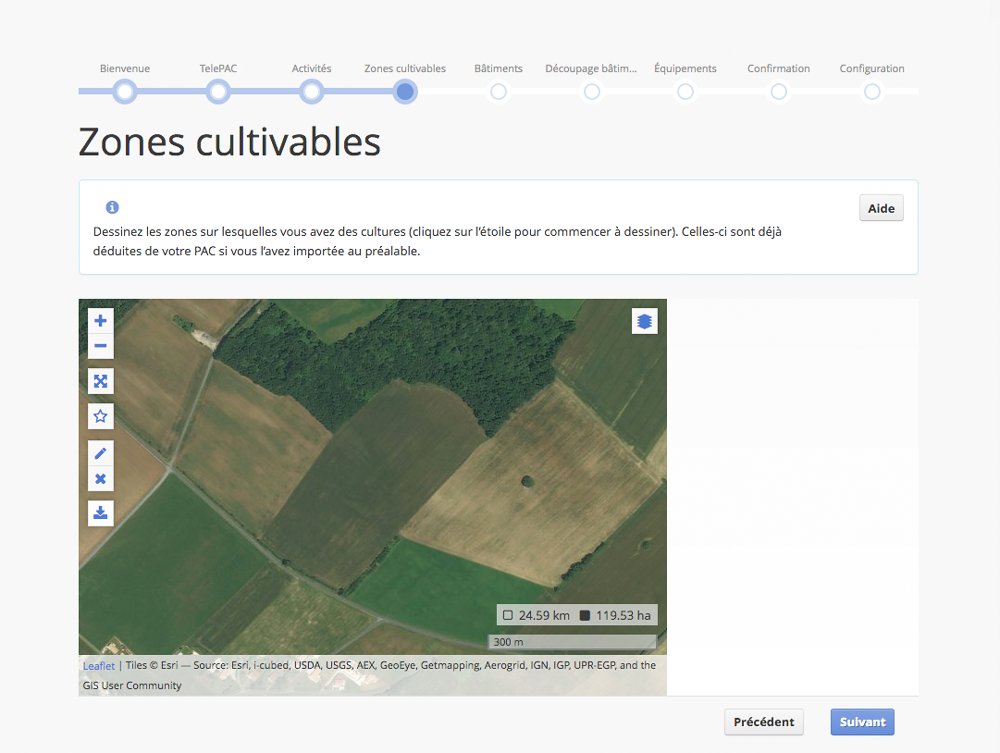 Bienvenue TelePAC Activités Zones cultivables Bâtiments Découpage bâtim... Équipements Confirmation Configuration
Zones cultivables
Aide
Dessinez les zones sur lesquelles vous avez des cultures (cliquez sur l’étoile pour commencer à dessiner). Celles-ci sont déjà
déduites de votre PAC si vous l’avez importée au préalable.
24.59 km 119.53 ha
300 m
Leaflet | Tiles © Esri — Source: Esri, i-cubed, USDA, USGS, AEX, GeoEye, Getmapping, Aerogrid, IGN, IGP, UPR-EGP, and the
GIS User Community
Précédent Suivant